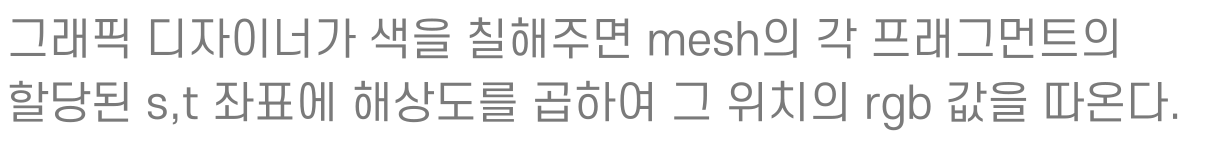 그래픽 디자이너가 색을 칠해주면 mesh의 각 프래그먼트의
할당된 s,t 좌표에 해상도를 곱하여 그 위치의 rgb 값을 따온다.